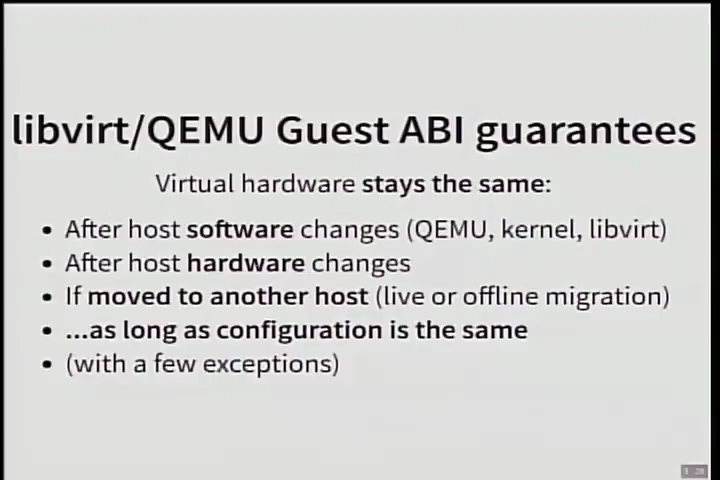 libvirt/QEMU Guest ABI guarantees
Virtual hardware stays the same:
• After host software changes (QEMU, kernel, libvirt)
• After host hardware changes
• If moved to another host (live or offline migration)
• ...as long as configuration is the same
• (with a few exceptions)